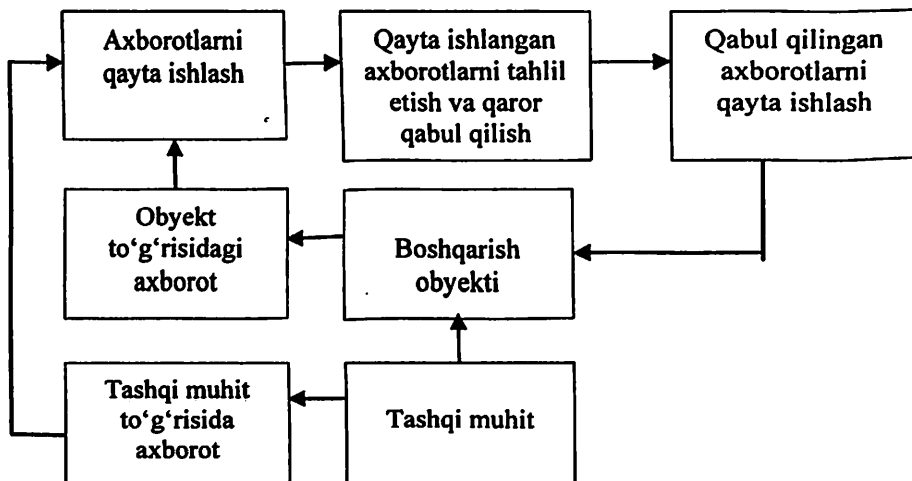 Axborotlarni
qayta ishlash
Qayta ishlangan
axborotlarni tahlil
etish va qaror
qabul qilish
Qabul qilingan
axborotlarni
qayta ishlash
Obyekt
to‘g‘risidagi
axborot
Boshqarish
obyekti
Tashqi muhit
to‘g‘risida
axborot
Tashqi muhit